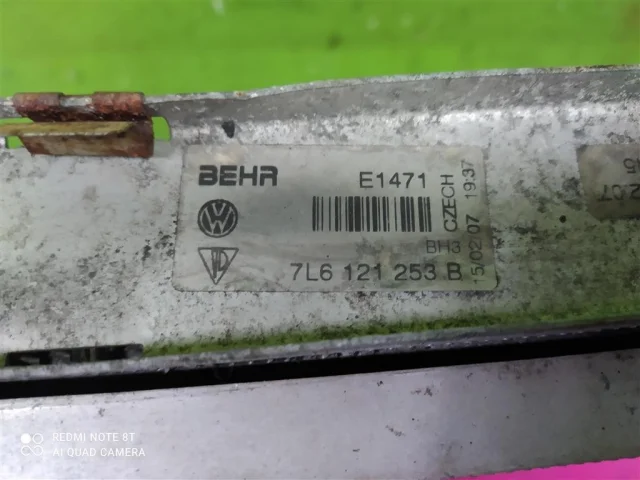 BEHR E1471
BH3
7L6 121 253 B
CZECH
15/02/07 19:37
REDMI NOTE 8T
AI QUAD CAMERA